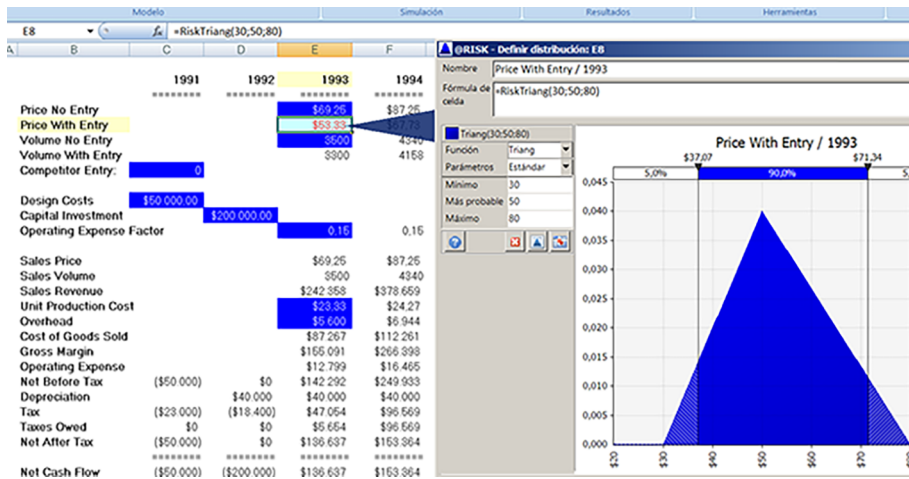 Modelo Simulación Resultados Herramientas
E8 fx =RiskTriang(30;50;80)
A B C D E F
1991 1992 1993 1994
======== ======== ======== ========
Price No Entry $69.25 $87.25
Price With Entry $53.33
Volume No Entry 3500 4340
Volume With Entry 3300 4158
Competitor Entry: 0
Design Costs $50 000.00
Capital Investment $200 000.00
Operating Expense Factor 0.15 0,15
Sales Price $69,25 $87,25
Sales Volume 3500 4340
Sales Revenue $242 358 $378.659
Unit Production Cost $23,33 $24,27
Overhead $5 600 $6.944
Cost of Goods Sold $87.267 $112 261
Gross Margin $155 091 $266 398
Operating Expense $12.799 $16.465
Net Before Tax ($50 000) $0 $142 292 $249.933
Depreciation $40.000 $40 000 $40 000
Tax ($23 000) ($18.400) $47.054 $96 569
Taxes Owed $0 $0 $5 654 $96 569
Net After Tax ($50 000) $0 $136 637 $153 364
======== ======== ======== ========
Net Cash Flow ($50 000) ($200 000) $136 637 $153 364
@RISK - Definir distribución: E8
Nombre Price With Entry / 1993
Fórmula de celda =RiskTriang(30;50;80)
Triang(30;50;80)
Función Triang
Parámetros Estándar
Mínimo 30
Más probable 50
Máximo 80
Price With Entry / 1993
$37,07 $71,34
5,0% 90,0% 5,
0,045
0,040
0,035
0,030
0,025
0,020
0,015
0,010
0,005
0,000
$20 $30 $40 $50 $60 $70 $80